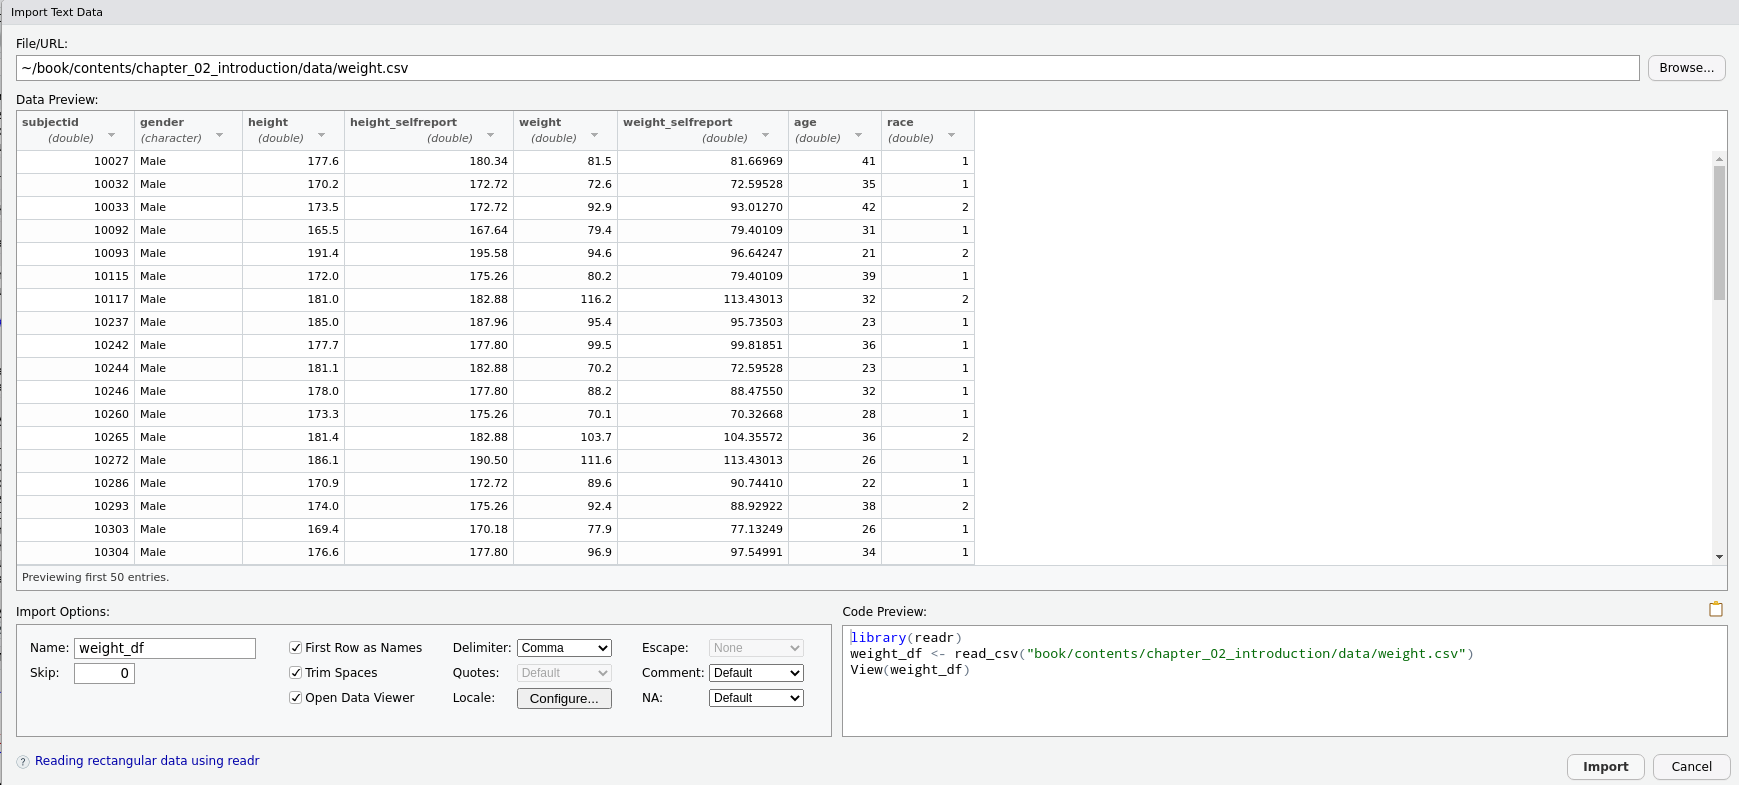 Import Text Data
File/URL:
~/book/contents/chapter_02_introduction/data/weight.csv Browse...
Data Preview:
subjectid gender height height_selfreport weight weight_selfreport age race
(double) (character) (double) (double) (double) (double) (double) (double)
10027 Male 177.6 180.34 81.5 81.66969 41 1
10032 Male 170.2 172.72 72.6 72.59528 35 1
10033 Male 173.5 172.72 92.9 93.01270 42 2
10092 Male 165.5 167.64 79.4 79.40109 31 1
10093 Male 191.4 195.58 94.6 96.64247 21 2
10115 Male 172.0 175.26 80.2 79.40109 39 1
10117 Male 181.0 182.88 116.2 113.43013 32 2
10237 Male 185.0 187.96 95.4 95.73503 23 1
10242 Male 177.7 177.80 99.5 99.81851 36 1
10244 Male 181.1 182.88 70.2 72.59528 23 1
10246 Male 178.0 177.80 88.2 88.47550 32 1
10260 Male 173.3 175.26 70.1 70.32668 28 1
10265 Male 181.4 182.88 103.7 104.35572 36 2
10272 Male 186.1 190.50 111.6 113.43013 26 1
10286 Male 170.9 172.72 89.6 90.74410 22 1
10293 Male 174.0 175.26 92.4 88.92922 38 2
10303 Male 169.4 170.18 77.9 77.13249 26 1
10304 Male 176.6 177.80 96.9 97.54991 34 1
Previewing first 50 entries.
Import Options:
Name: weight_df First Row as Names Delimiter: Comma Escape: None
Skip: 0 Trim Spaces Quotes: Default Comment: Default
Open Data Viewer Locale: Configure... NA: Default
Code Preview:
library(readr)
weight_df <- read_csv("book/contents/chapter_02_introduction/data/weight.csv")
View(weight_df)
? Reading rectangular data using readr
Import Cancel